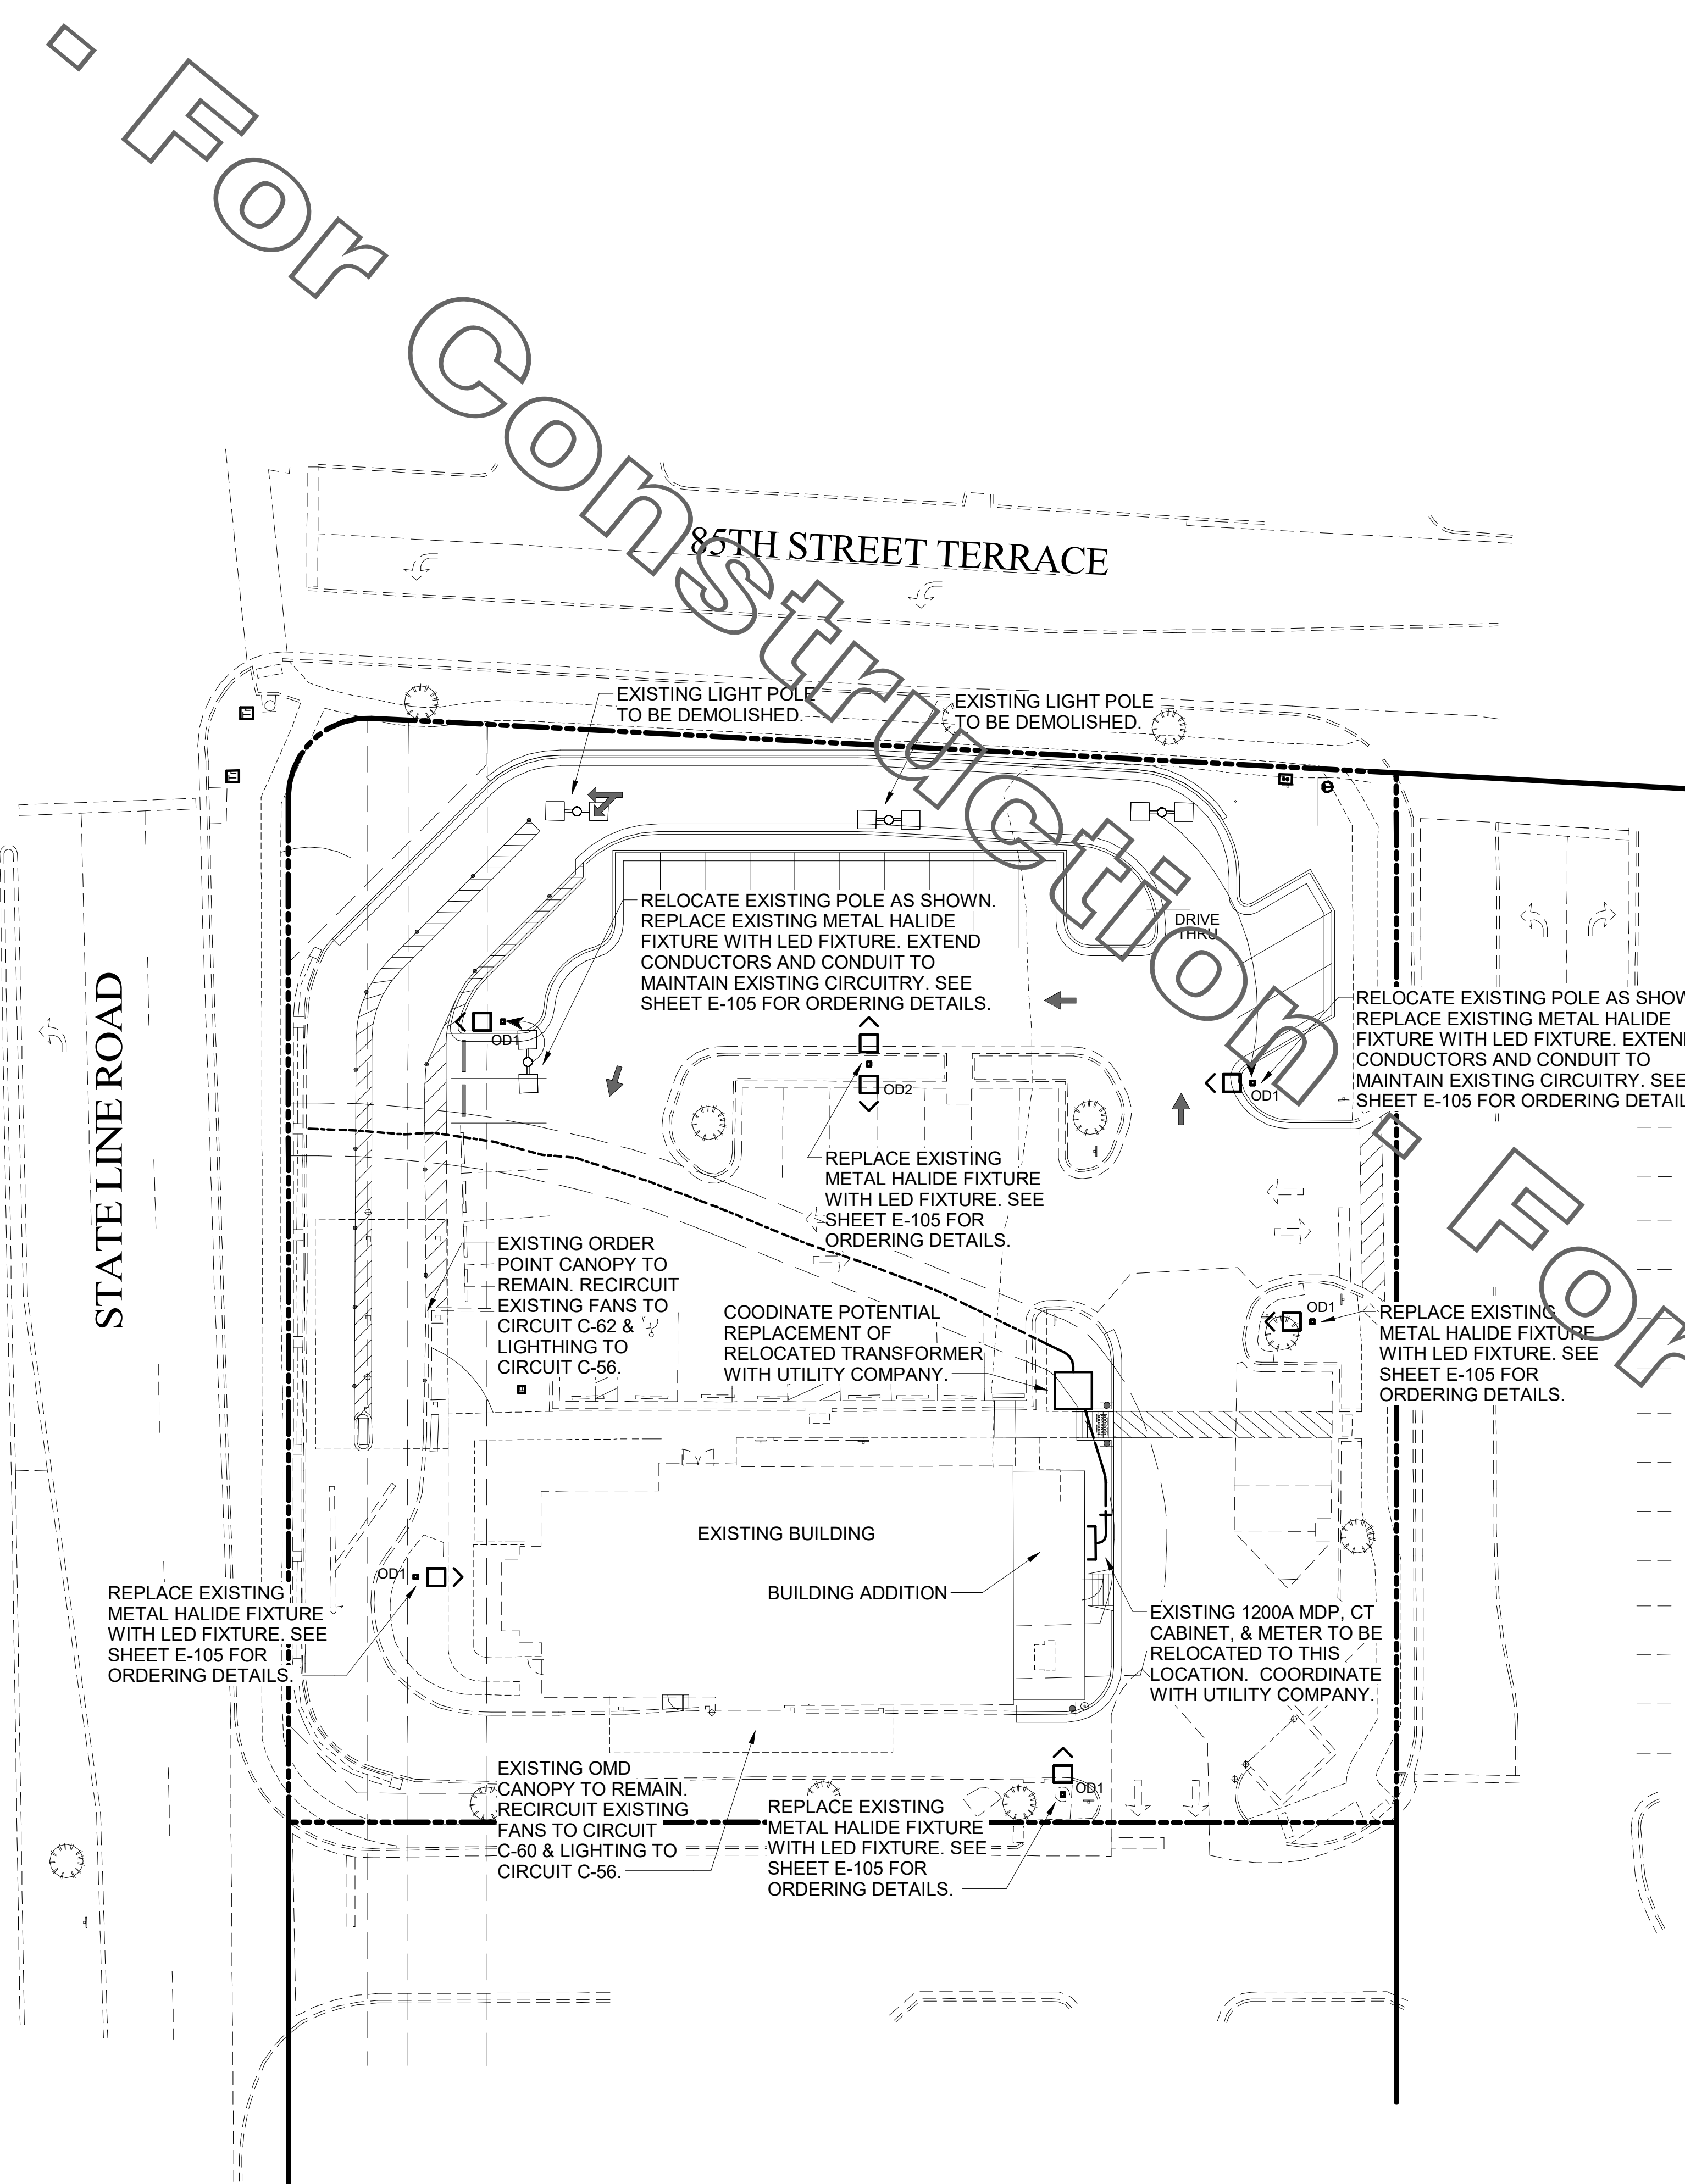 · For Construction · For
85TH STREET TERRACE
STATE LINE ROAD
EXISTING LIGHT POLE
TO BE DEMOLISHED.
EXISTING LIGHT POLE
TO BE DEMOLISHED.
RELOCATE EXISTING POLE AS SHOWN.
REPLACE EXISTING METAL HALIDE
FIXTURE WITH LED FIXTURE. EXTEND
CONDUCTORS AND CONDUIT TO
MAINTAIN EXISTING CIRCUITRY. SEE
SHEET E-105 FOR ORDERING DETAILS.
DRIVE
THRU
RELOCATE EXISTING POLE AS SHOW
REPLACE EXISTING METAL HALIDE
FIXTURE WITH LED FIXTURE. EXTEN
CONDUCTORS AND CONDUIT TO
MAINTAIN EXISTING CIRCUITRY. SEE
SHEET E-105 FOR ORDERING DETAIL
OD1
OD2
OD1
REPLACE EXISTING
METAL HALIDE FIXTURE
WITH LED FIXTURE. SEE
SHEET E-105 FOR
ORDERING DETAILS.
EXISTING ORDER
POINT CANOPY TO
REMAIN. RECIRCUIT
EXISTING FANS TO
CIRCUIT C-62 &
LIGHTHING TO
CIRCUIT C-56.
COODINATE POTENTIAL
REPLACEMENT OF
RELOCATED TRANSFORMER
WITH UTILITY COMPANY.
OD1
REPLACE EXISTING
METAL HALIDE FIXTURE
WITH LED FIXTURE. SEE
SHEET E-105 FOR
ORDERING DETAILS.
EXISTING BUILDING
BUILDING ADDITION
OD1
REPLACE EXISTING
METAL HALIDE FIXTURE
WITH LED FIXTURE. SEE
SHEET E-105 FOR
ORDERING DETAILS.
EXISTING 1200A MDP, CT
CABINET, & METER TO BE
RELOCATED TO THIS
LOCATION. COORDINATE
WITH UTILITY COMPANY.
EXISTING OMD
CANOPY TO REMAIN.
RECIRCUIT EXISTING
FANS TO CIRCUIT
C-60 & LIGHTING TO
CIRCUIT C-56.
OD1
REPLACE EXISTING
METAL HALIDE FIXTURE
WITH LED FIXTURE. SEE
SHEET E-105 FOR
ORDERING DETAILS.